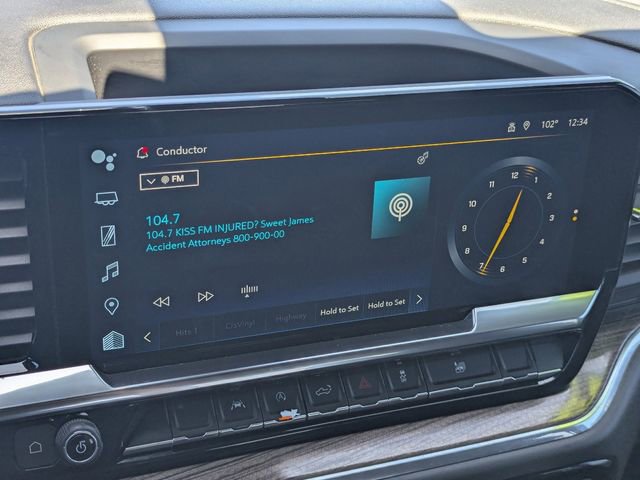 102° 12:34
Conductor
FM
104.7
104.7 KISS FM INJURED? Sweet James
Accident Attorneys 800-900-00
Hits 1 CrsVinyl Highway Hold to Set Hold to Set
12
1
2
3
4
5
6
7
8
9
10
11